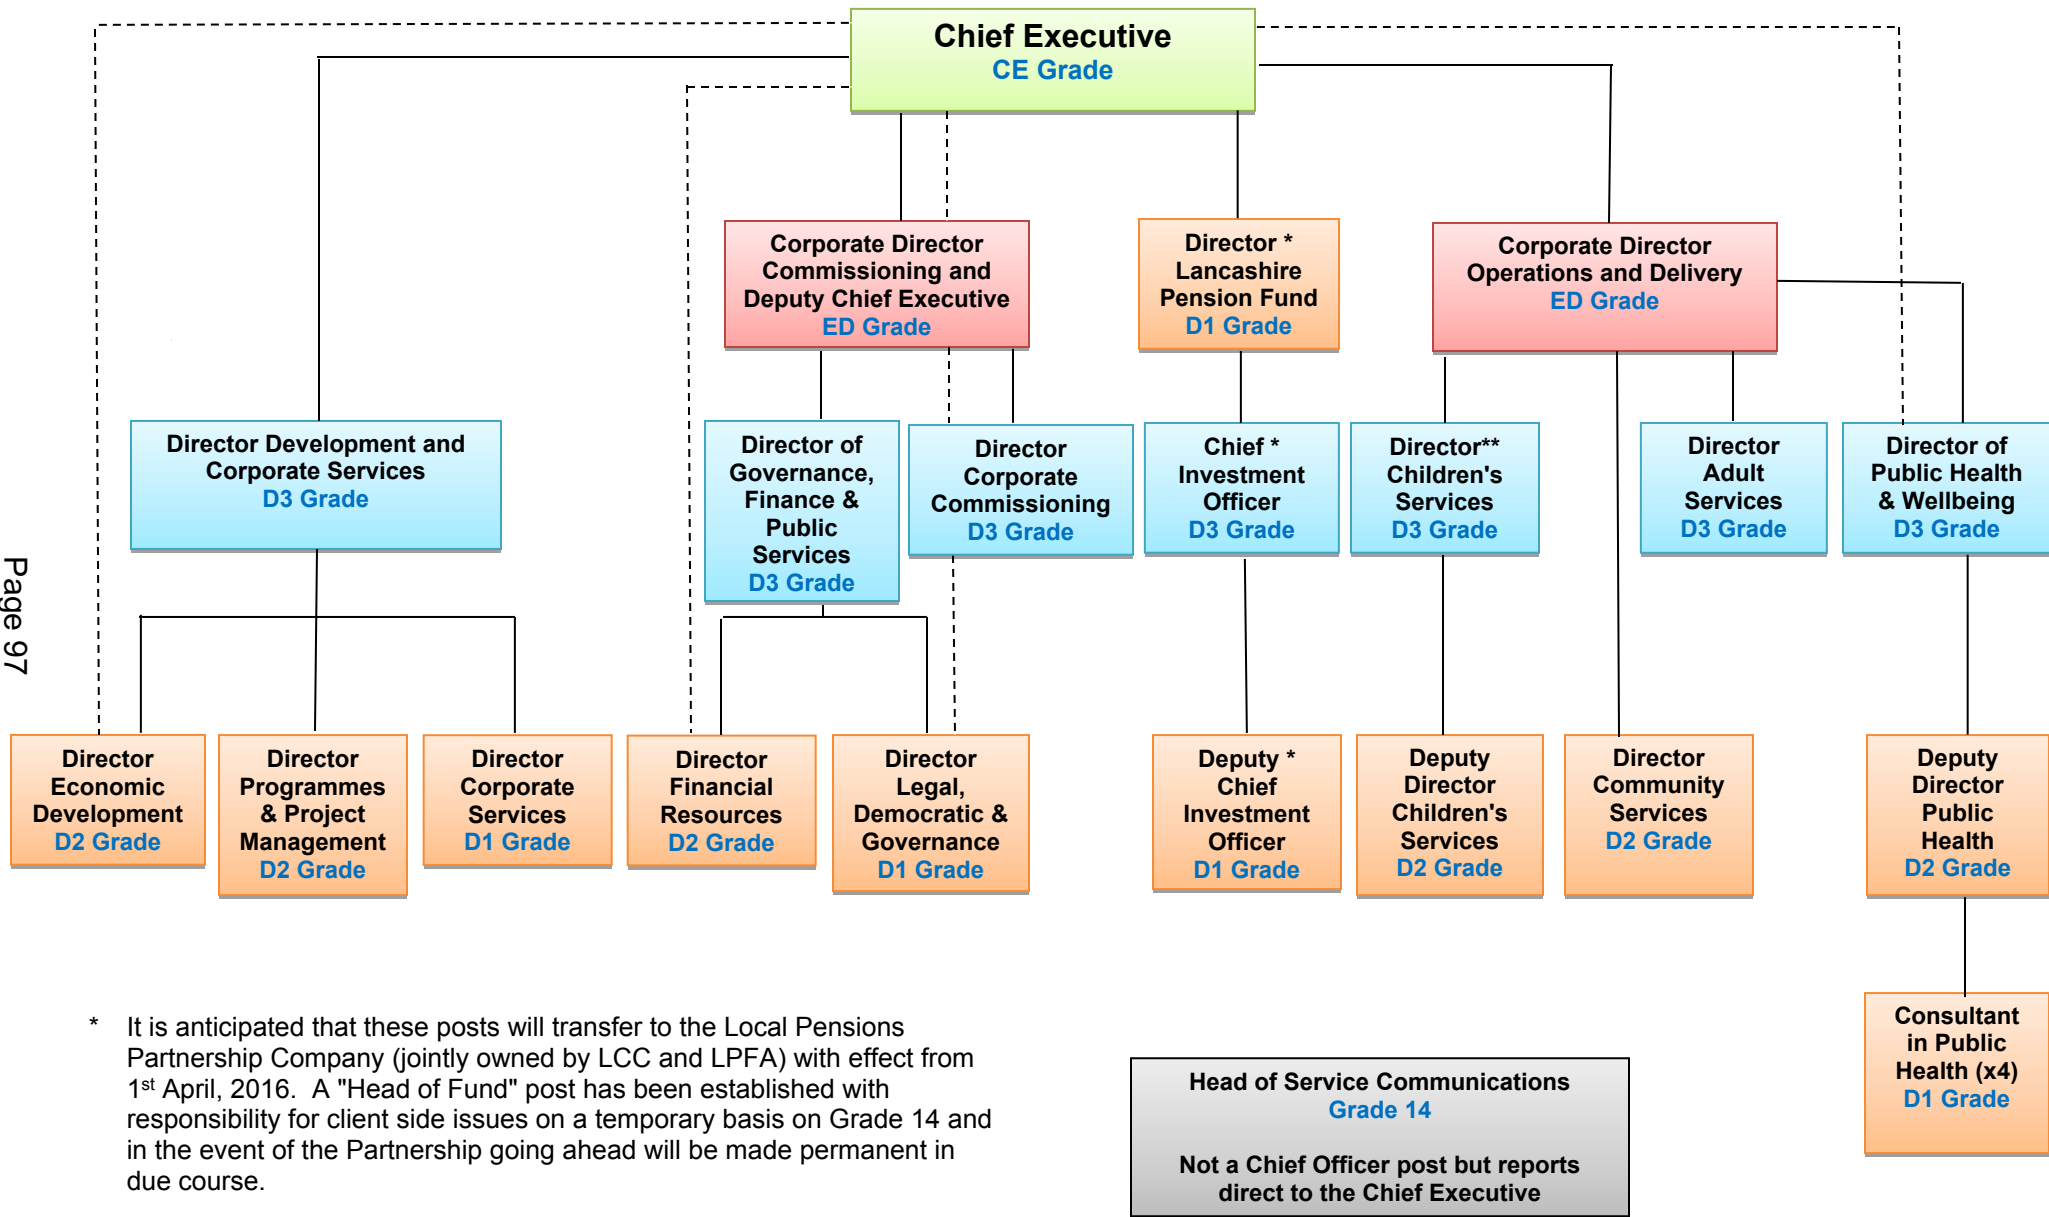 Chief Executive
CE Grade
Corporate Director
Commissioning and
Deputy Chief Executive
ED Grade
Director *
Lancashire
Pension Fund
D1 Grade
Corporate Director
Operations and Delivery
ED Grade
Director Development and
Corporate Services
D3 Grade
Director of
Governance,
Finance &
Public
Services
D3 Grade
Director
Corporate
Commissioning
D3 Grade
Chief *
Investment
Officer
D3 Grade
Director**
Children's
Services
D3 Grade
Director
Adult
Services
D3 Grade
Director of
Public Health
& Wellbeing
D3 Grade
Page 97
Director
Economic
Development
D2 Grade
Director
Programmes
& Project
Management
D2 Grade
Director
Corporate
Services
D1 Grade
Director
Financial
Resources
D2 Grade
Director
Legal,
Democratic &
Governance
D1 Grade
Deputy *
Chief
Investment
Officer
D1 Grade
Deputy
Director
Children's
Services
D2 Grade
Director
Community
Services
D2 Grade
Deputy
Director
Public
Health
D2 Grade
Consultant
in Public
Health (x4)
D1 Grade
* It is anticipated that these posts will transfer to the Local Pensions
Partnership Company (jointly owned by LCC and LPFA) with effect from
1st April, 2016. A "Head of Fund" post has been established with
responsibility for client side issues on a temporary basis on Grade 14 and
in the event of the Partnership going ahead will be made permanent in
due course.
Head of Service Communications
Grade 14
Not a Chief Officer post but reports
direct to the Chief Executive